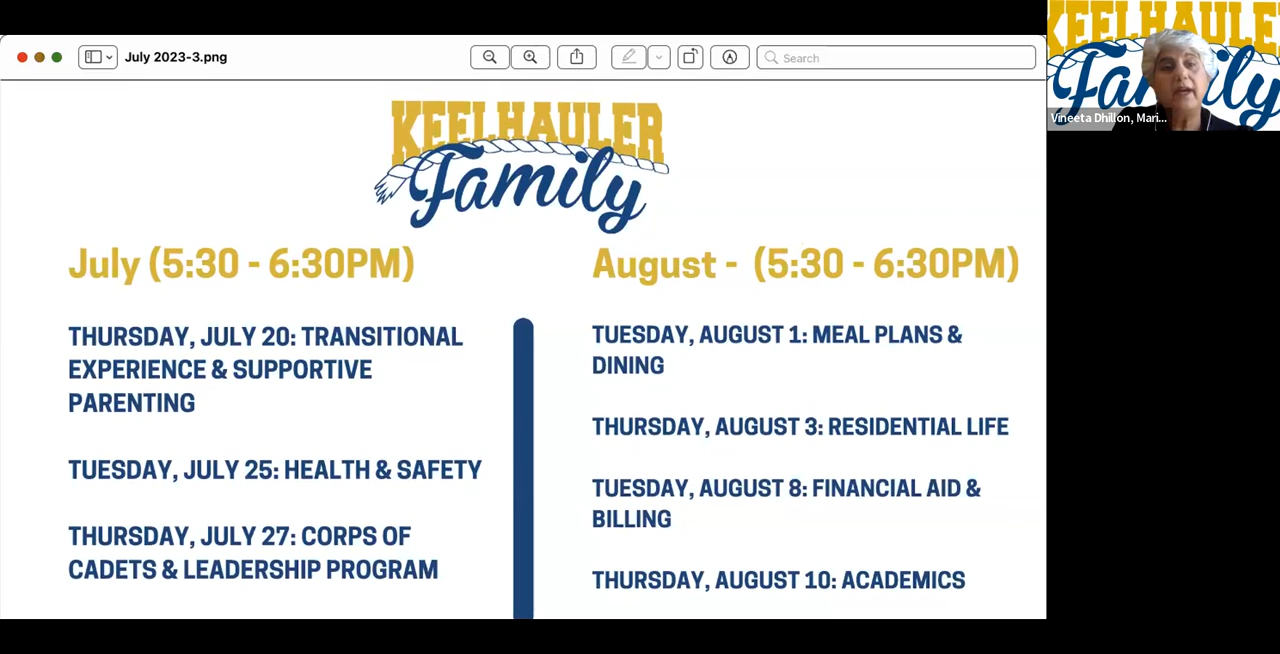 July 2023-3.png
Search
KEELHAULER
Family
July (5:30 - 6:30PM)
THURSDAY, JULY 20: TRANSITIONAL
EXPERIENCE & SUPPORTIVE
PARENTING
TUESDAY, JULY 25: HEALTH & SAFETY
THURSDAY, JULY 27: CORPS OF
CADETS & LEADERSHIP PROGRAM
August - (5:30 - 6:30PM)
TUESDAY, AUGUST 1: MEAL PLANS &
DINING
THURSDAY, AUGUST 3: RESIDENTIAL LIFE
TUESDAY, AUGUST 8: FINANCIAL AID &
BILLING
THURSDAY, AUGUST 10: ACADEMICS
KEELHAULER
Family
Vineeta Dhillon, Mari...